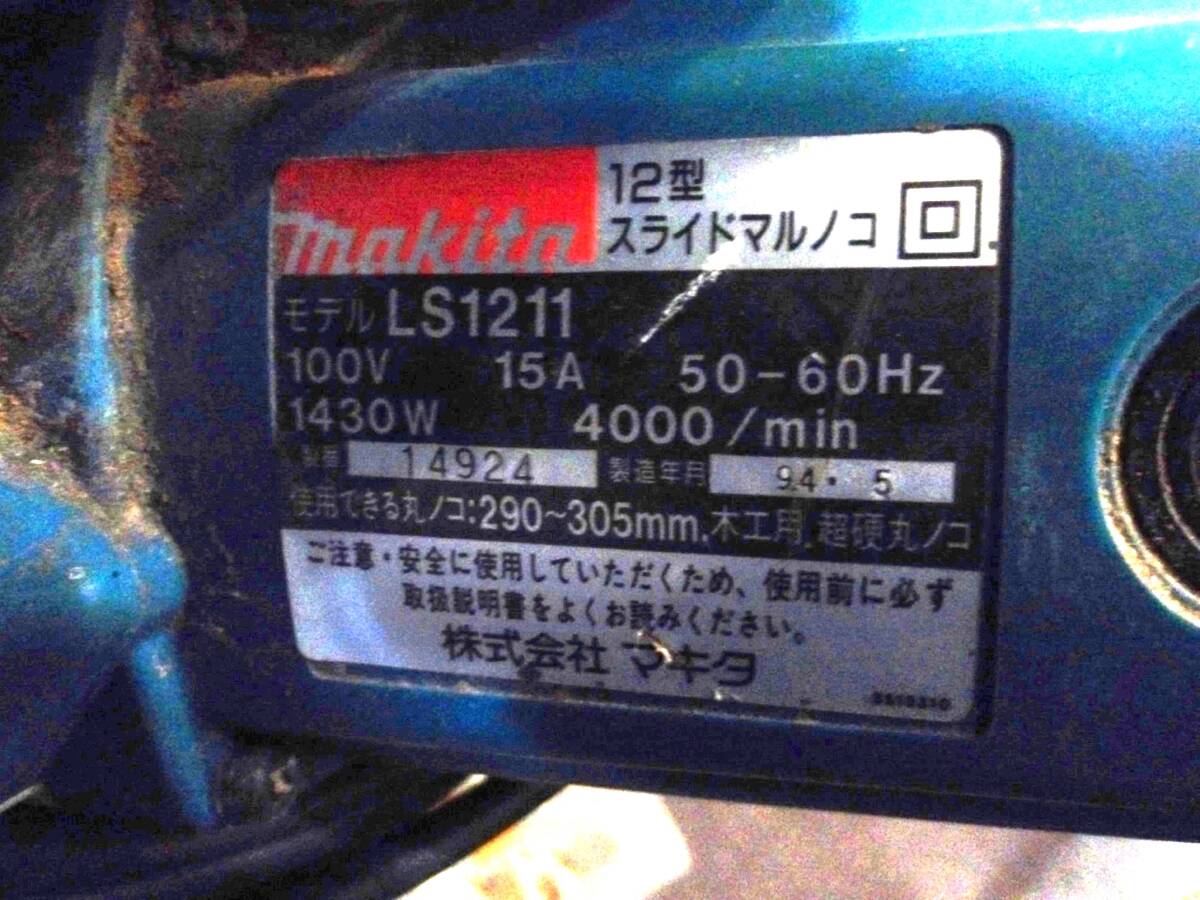 makita
12型
スライドマルノコ
モデル LS1211
100V 15A 50-60Hz
1430W 4000/min
製番 14924 製造年月 94・5
使用できる丸ノコ:290~305mm.木工用.超硬丸ノコ
ご注意・安全に使用していただくため、使用前に必ず
取扱説明書をよくお読みください。
株式会社 マキタ